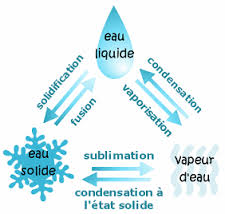 eau
liquide
solidification
fusion
condensation
vaporisation
eau
solide
sublimation
condensation à
l'état solide
vapeur
d'eau